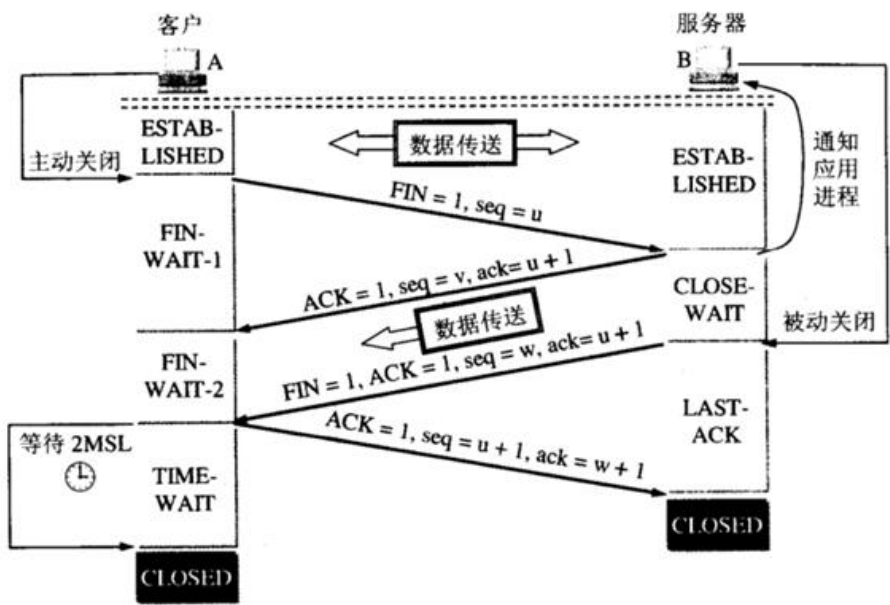 客户
服务器
A
B
ESTAB-
LISHED
数据传送
主动关闭
ESTAB-
LISHED
通知
应用
进程
FIN = 1, seq = u
FIN-
WAIT-1
ACK = 1, seq = v, ack= u + 1
CLOSE-
WAIT
数据传送
被动关闭
FIN-
WAIT-2
FIN = 1, ACK = 1, seq = w, ack= u + 1
LAST-
ACK
等待 2MSL
ACK = 1, seq = u + 1, ack = w + 1
TIME-
WAIT
CLOSED
CLOSED